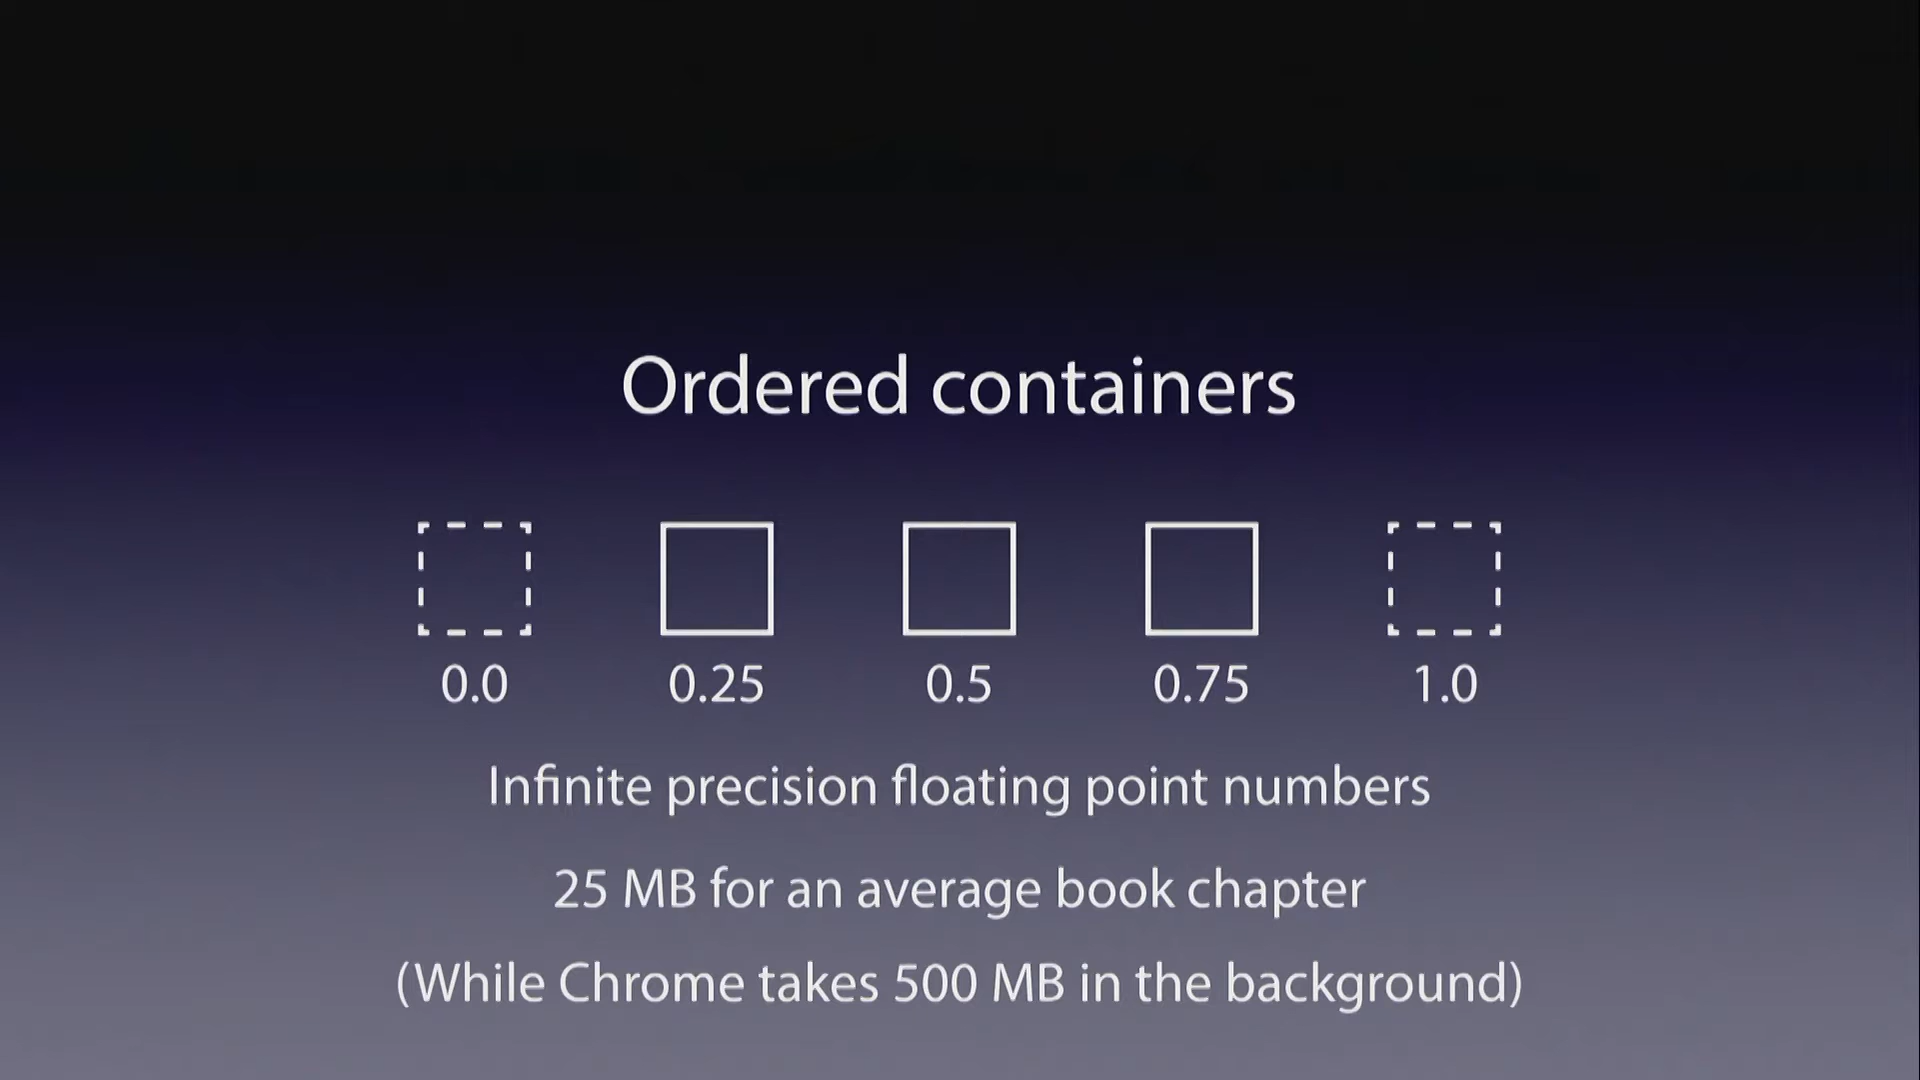 Ordered containers
0.0 0.25 0.5 0.75 1.0
Infinite precision floating point numbers
25 MB for an average book chapter
(While Chrome takes 500 MB in the background)